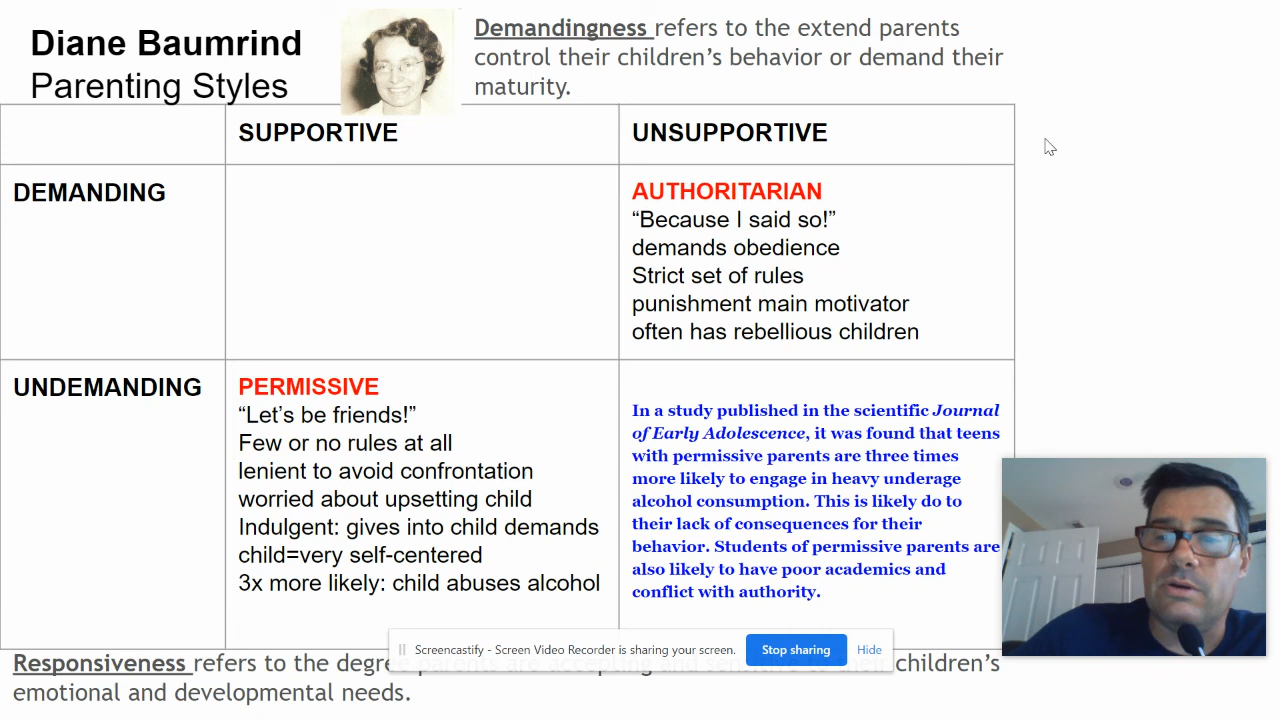 Diane Baumrind
Parenting Styles
Demandingness refers to the extend parents
control their children’s behavior or demand their
maturity.
SUPPORTIVE
UNSUPPORTIVE
DEMANDING
AUTHORITARIAN
“Because I said so!”
demands obedience
Strict set of rules
punishment main motivator
often has rebellious children
UNDEMANDING
PERMISSIVE
“Let’s be friends!”
Few or no rules at all
lenient to avoid confrontation
worried about upsetting child
Indulgent: gives into child demands
child=very self-centered
3x more likely: child abuses alcohol
In a study published in the scientific Journal
of Early Adolescence, it was found that teens
with permissive parents are three times
more likely to engage in heavy underage
alcohol consumption. This is likely do to
their lack of consequences for their
behavior. Students of permissive parents are
also likely to have poor academics and
conflict with authority.
Screencastify - Screen Video Recorder is sharing your screen.
Stop sharing
Hide
Responsiveness refers to the degree parents are accepting and sensitive to their children’s
emotional and developmental needs.